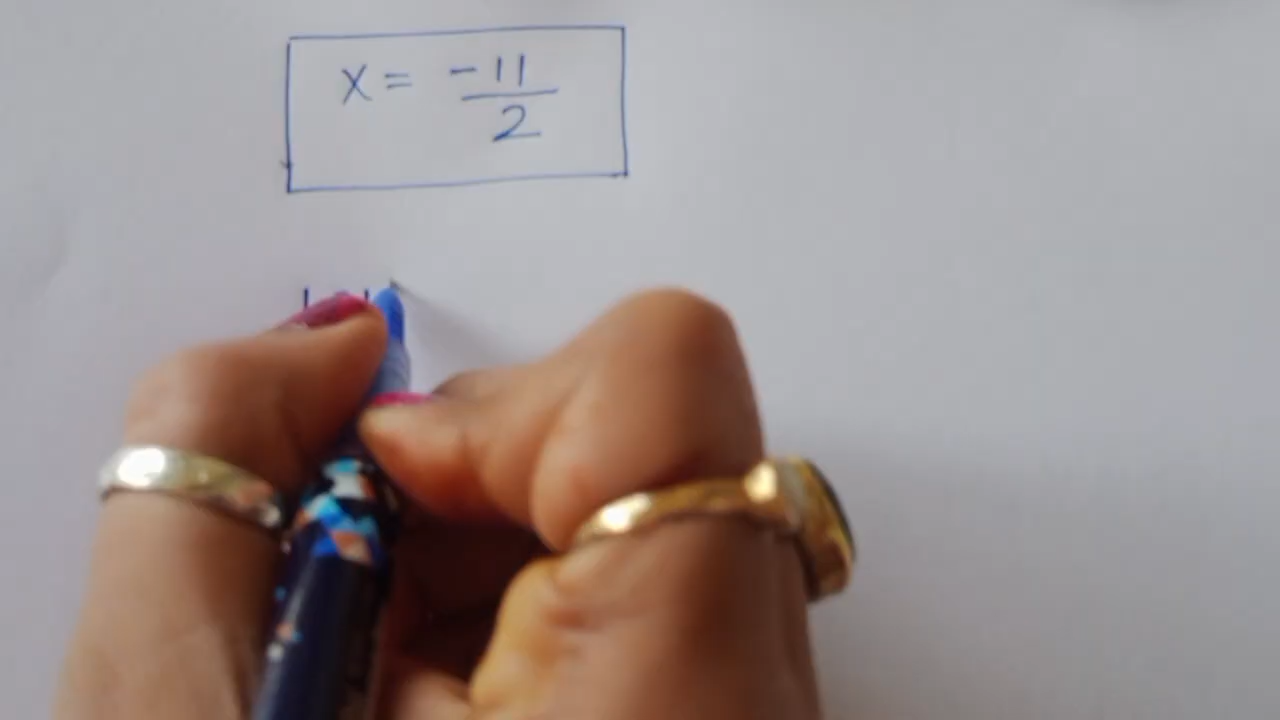 x = -11/2